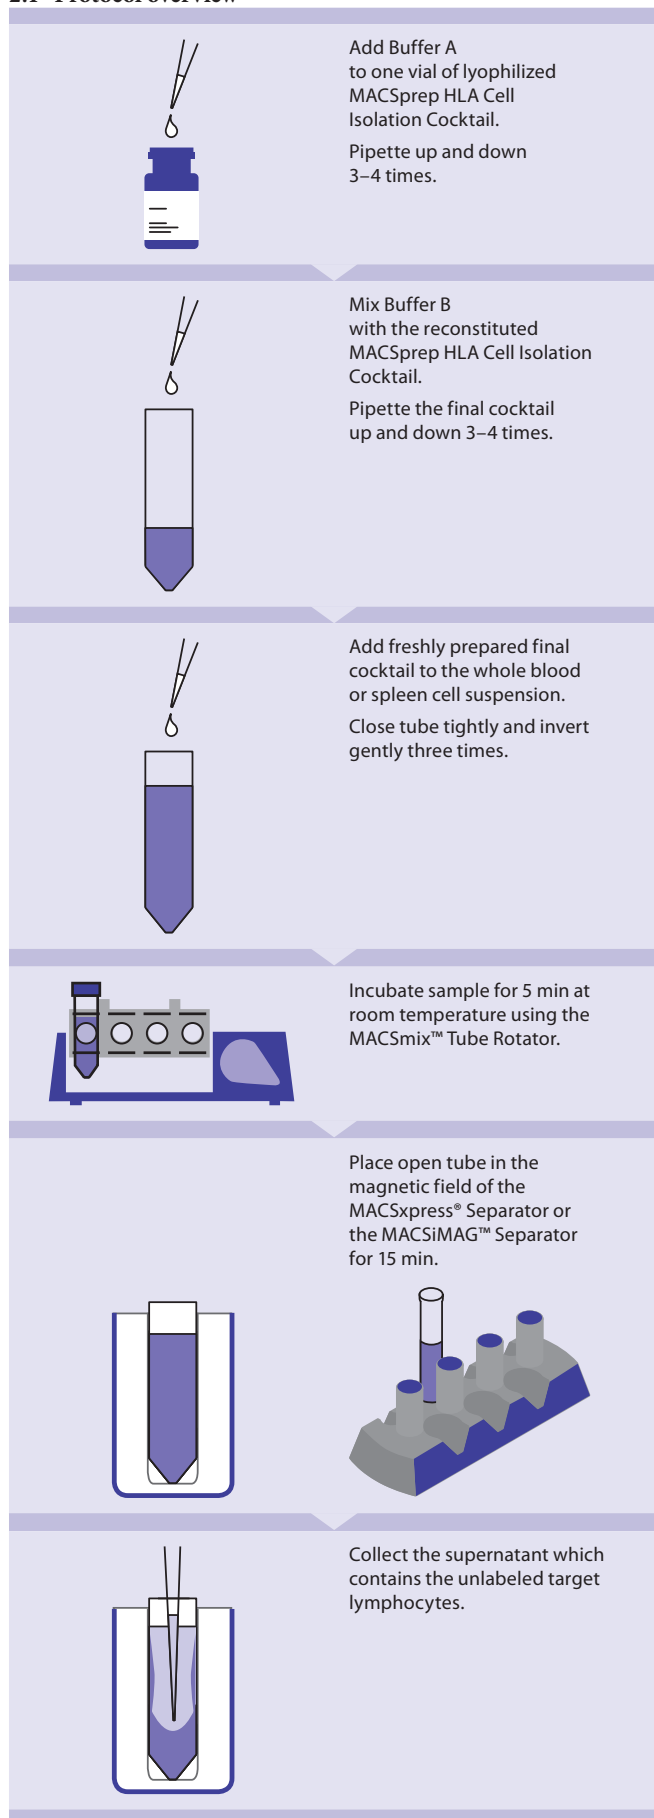 2.1 Protocol overview
Add Buffer A
to one vial of lyophilized
MACSprep HLA Cell
Isolation Cocktail.
Pipette up and down
3–4 times.
Mix Buffer B
with the reconstituted
MACSprep HLA Cell Isolation
Cocktail.
Pipette the final cocktail
up and down 3–4 times.
Add freshly prepared final
cocktail to the whole blood
or spleen cell suspension.
Close tube tightly and invert
gently three times.
Incubate sample for 5 min at
room temperature using the
MACSmix™ Tube Rotator.
Place open tube in the
magnetic field of the
MACSxpress® Separator or
the MACSiMAG™ Separator
for 15 min.
Collect the supernatant which
contains the unlabeled target
lymphocytes.